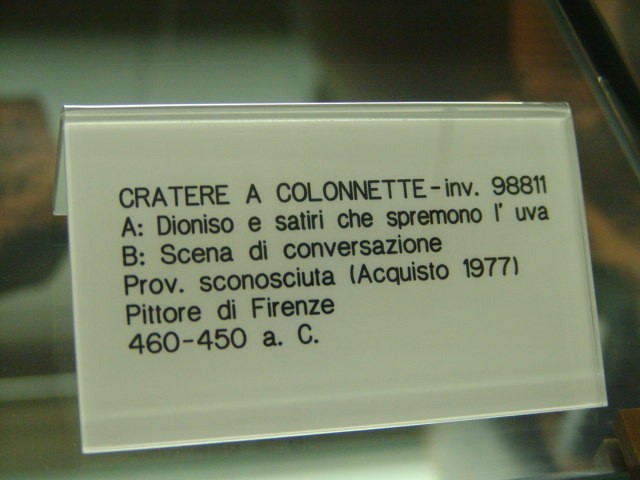 CRATERE A COLONNETTE-inv. 98811
A: Dioniso e satiri che spremono l' uva
B: Scena di conversazione
Prov. sconosciuta (Acquisto 1977)
Pittore di Firenze
460-450 a. C.